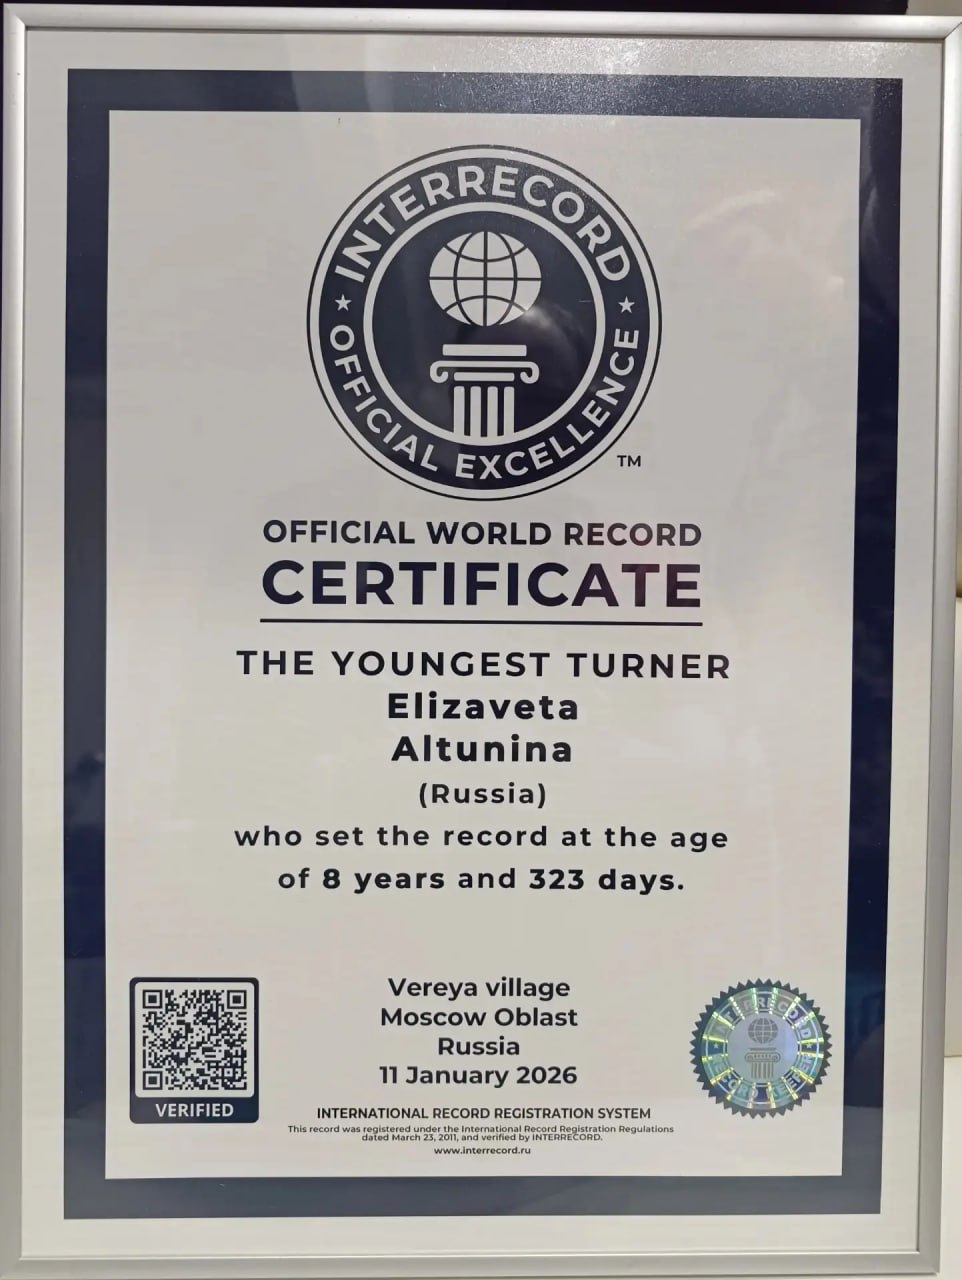 INTERRECORD
OFFICIAL EXCELLENCE
TM
OFFICIAL WORLD RECORD
CERTIFICATE
THE YOUNGEST TURNER
Elizaveta
Altunina
(Russia)
who set the record at the age
of 8 years and 323 days.
VERIFIED
Vereya village
Moscow Oblast
Russia
11 January 2026
INTERRECORD
INTERNATIONAL RECORD REGISTRATION SYSTEM
This record was registered under the International Record Registration Regulations
dated March 23, 2011, and verified by INTERRECORD.
www.interrecord.ru